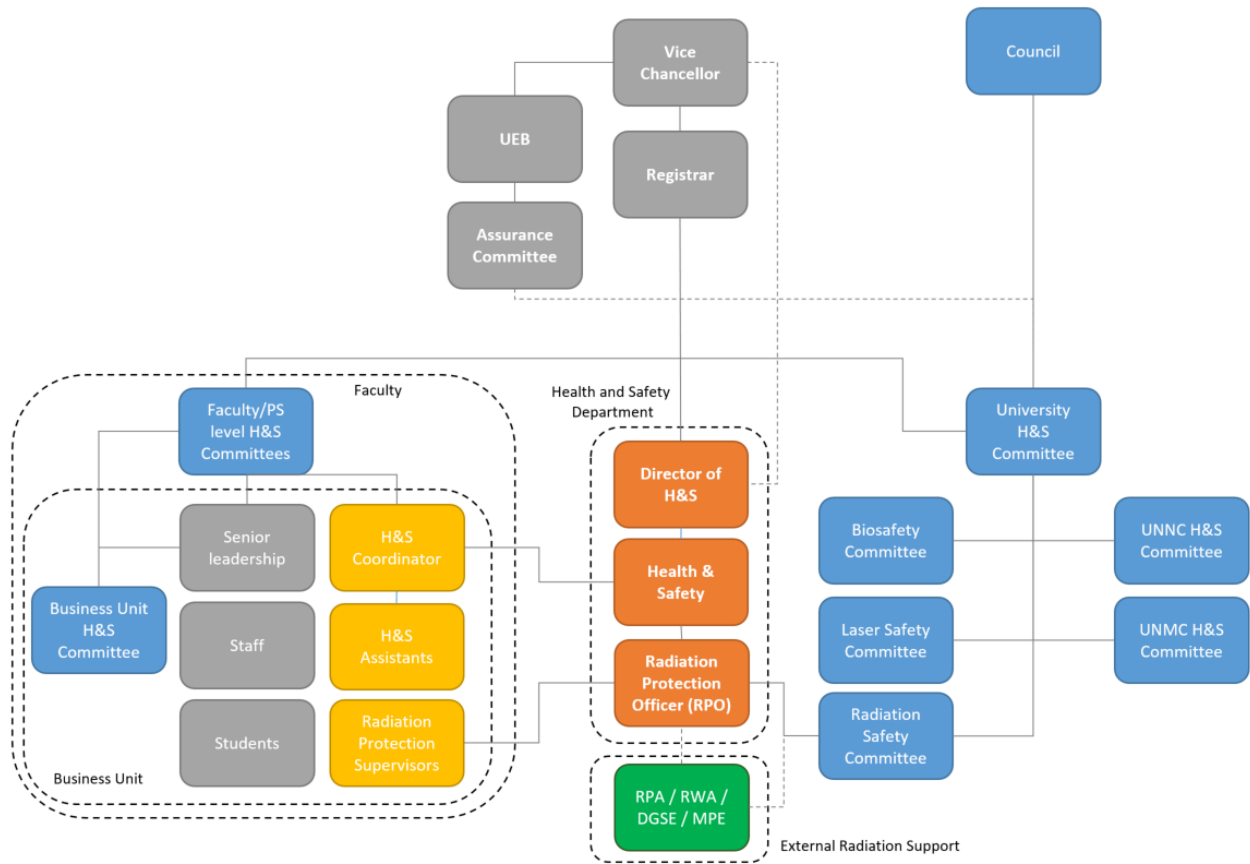 Vice
Chancellor
Council
UEB
Registrar
Assurance
Committee
Faculty
Health and Safety
Department
Faculty/PS
level H&S
Committees
University
H&S
Committee
Director of
H&S
Senior
leadership
H&S
Coordinator
Biosafety
Committee
UNNC H&S
Committee
Health &
Safety
Business Unit
H&S
Committee
Staff
H&S
Assistants
Laser Safety
Committee
UNMC H&S
Committee
Radiation
Protection
Officer (RPO)
Students
Radiation
Protection
Supervisors
Radiation
Safety
Committee
Business Unit
RPA / RWA /
DGSE / MPE
External Radiation Support